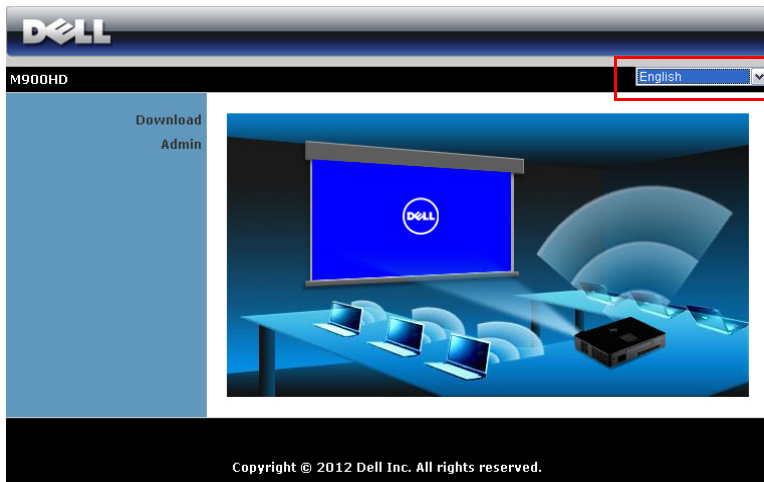 DELL
M900HD
English
Download
Admin
DELL
Copyright © 2012 Dell Inc. All rights reserved.